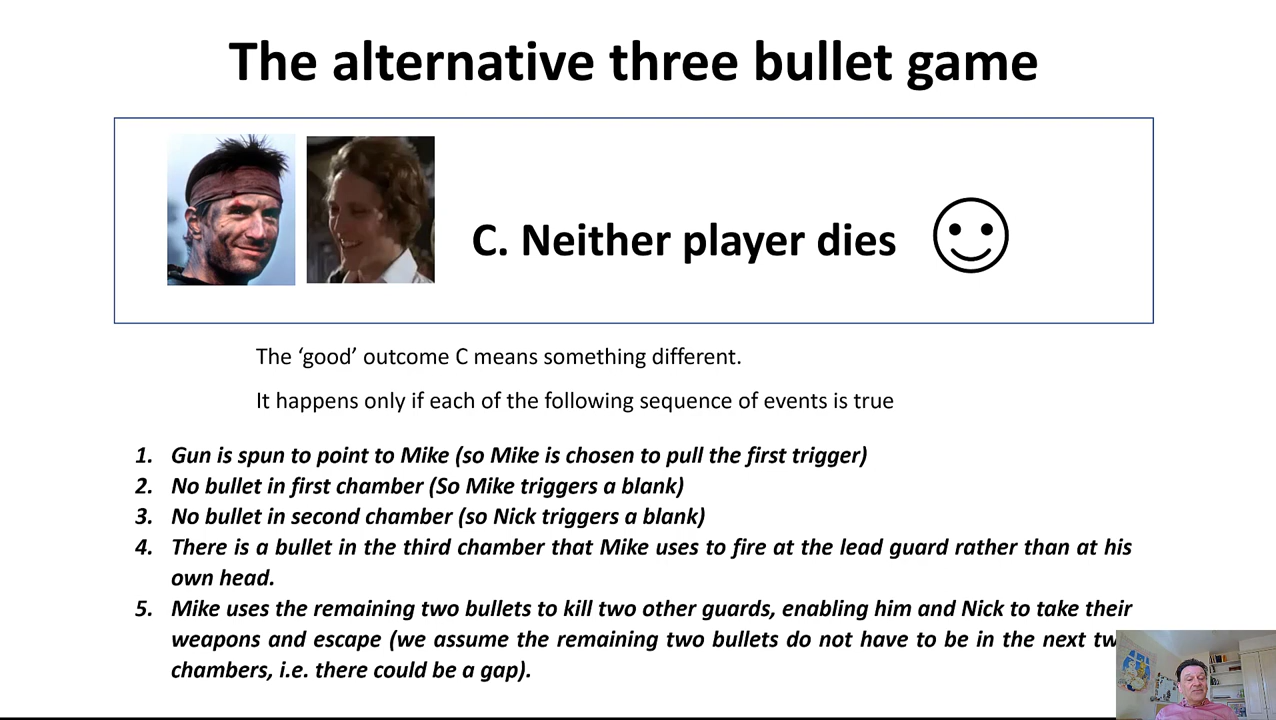 The alternative three bullet game
C. Neither player dies
The ‘good’ outcome C means something different.
It happens only if each of the following sequence of events is true
1. Gun is spun to point to Mike (so Mike is chosen to pull the first trigger)
2. No bullet in first chamber (So Mike triggers a blank)
3. No bullet in second chamber (so Nick triggers a blank)
4. There is a bullet in the third chamber that Mike uses to fire at the lead guard rather than at his
own head.
5. Mike uses the remaining two bullets to kill two other guards, enabling him and Nick to take their
weapons and escape (we assume the remaining two bullets do not have to be in the next
chambers, i.e. there could be a gap).